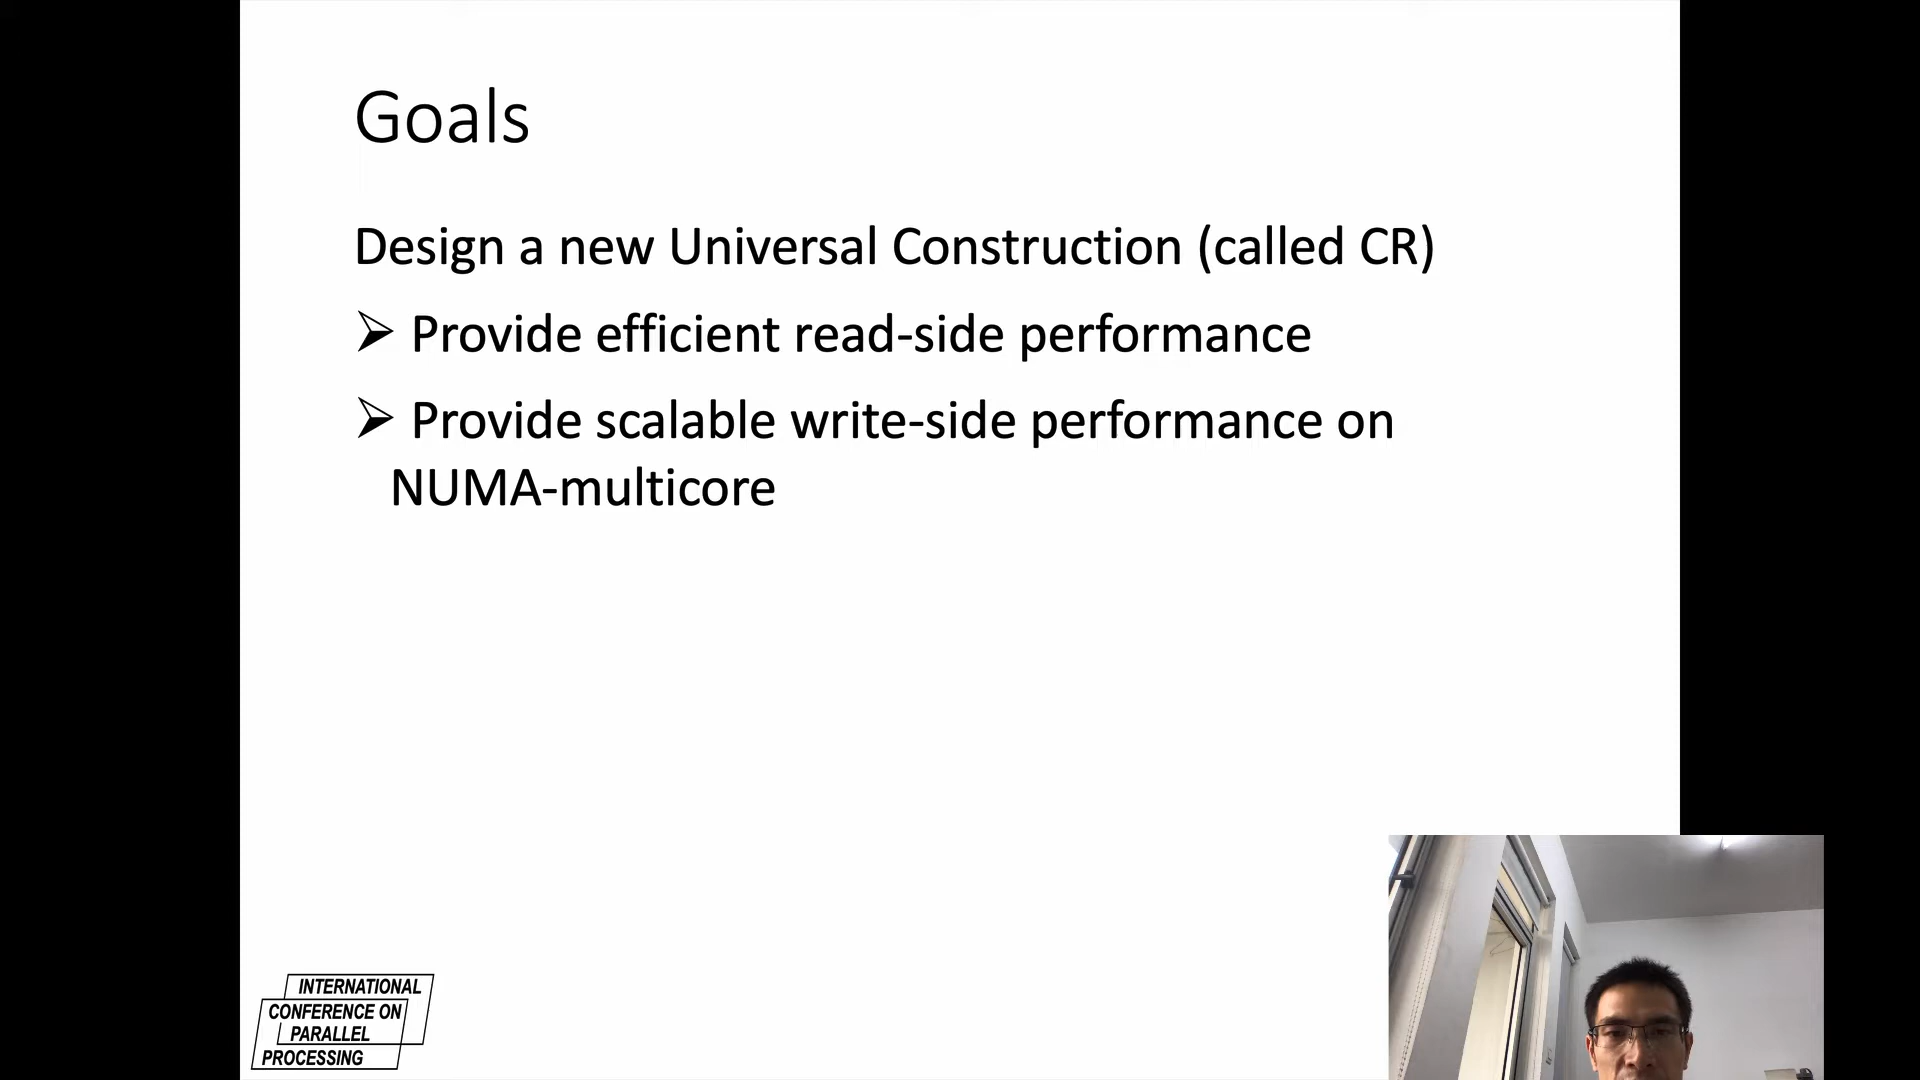 Goals
Design a new Universal Construction (called CR)
➢ Provide efficient read-side performance
➢ Provide scalable write-side performance on
NUMA-multicore
INTERNATIONAL
CONFERENCE ON
PARALLEL
PROCESSING